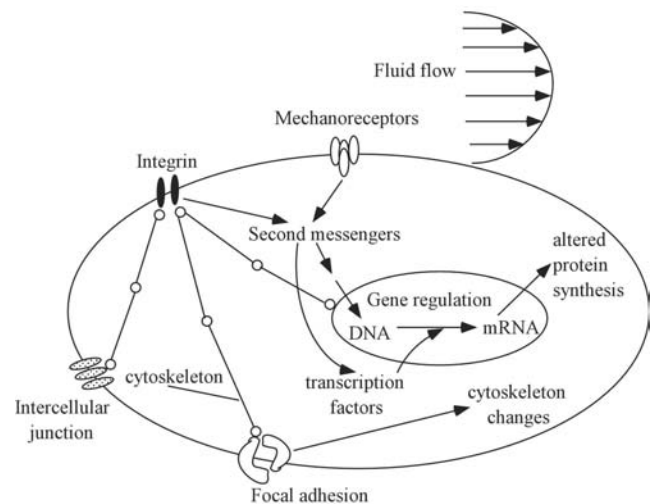 Fluid flow
Mechanoreceptors
Integrin
Second messengers
altered
protein
synthesis
Gene regulation
DNA
mRNA
cytoskeleton
transcription
factors
cytoskeleton
changes
Intercellular
junction
Focal adhesion